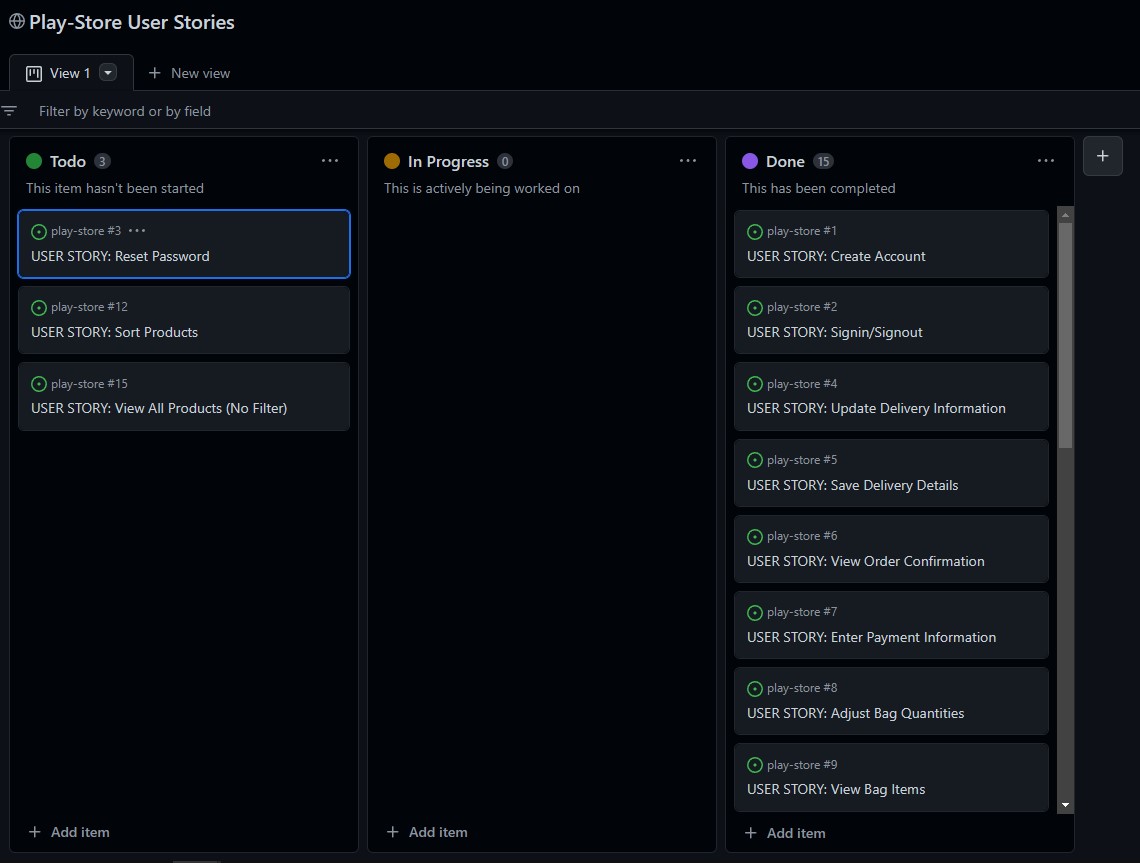 Play-Store User Stories
View 1
New view
Filter by keyword or by field
Todo 3
This item hasn't been started
play-store #3
USER STORY: Reset Password
play-store #12
USER STORY: Sort Products
play-store #15
USER STORY: View All Products (No Filter)
Add item
In Progress 0
This is actively being worked on
Add item
Done 15
This has been completed
play-store #1
USER STORY: Create Account
play-store #2
USER STORY: Signin/Signout
play-store #4
USER STORY: Update Delivery Information
play-store #5
USER STORY: Save Delivery Details
play-store #6
USER STORY: View Order Confirmation
play-store #7
USER STORY: Enter Payment Information
play-store #8
USER STORY: Adjust Bag Quantities
play-store #9
USER STORY: View Bag Items
Add item